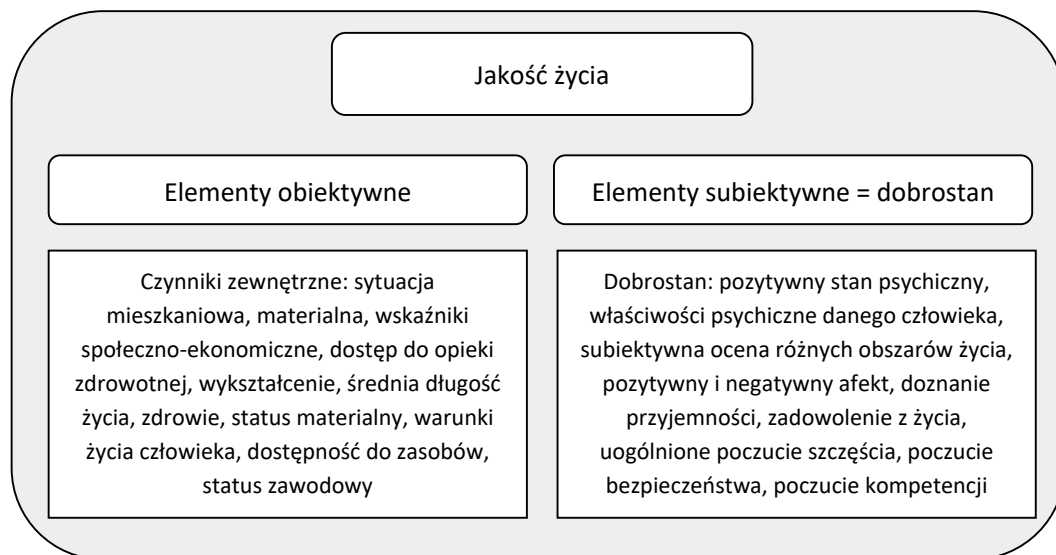 Jakość życia
Elementy obiektywne
Elementy subiektywne = dobrostan
Czynniki zewnętrzne: sytuacja
mieszkaniowa, materialna, wskaźniki
społeczno-ekonomiczne, dostęp do opieki
zdrowotnej, wykształcenie, średnia długość
życia, zdrowie, status materialny, warunki
życia człowieka, dostępność do zasobów,
status zawodowy
Dobrostan: pozytywny stan psychiczny,
właściwości psychiczne danego człowieka,
subiektywna ocena różnych obszarów życia,
pozytywny i negatywny afekt, doznanie
przyjemności, zadowolenie z życia,
uogólnione poczucie szczęścia, poczucie
bezpieczeństwa, poczucie kompetencji